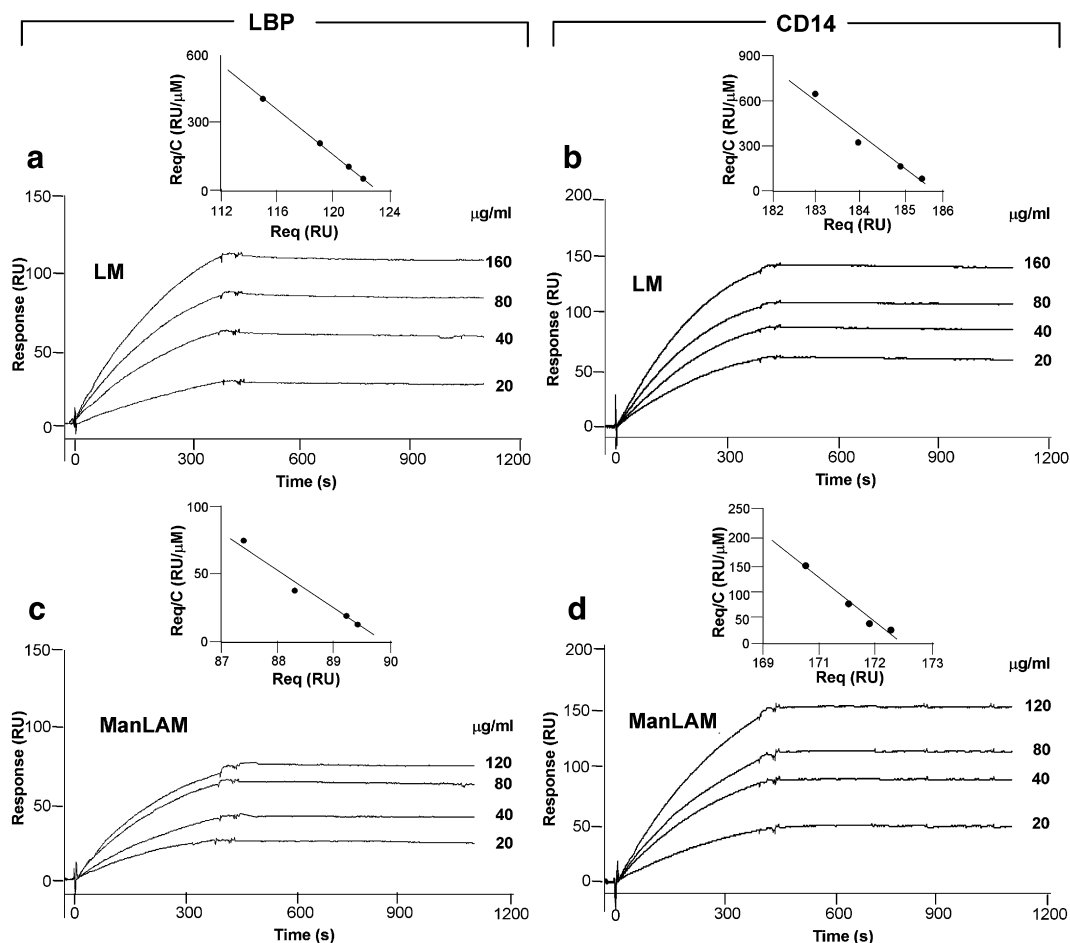 LBP
CD14
a
Req/C (RU/µM)
600
300
0
112 116 120 124
Req (RU)
Response (RU)
150
100
50
0
LM
µg/ml
160
80
40
20
0 300 600 900 1200
Time (s)
b
Req/C (RU/µM)
900
600
300
0
182 183 184 185 186
Req (RU)
Response (RU)
200
150
100
50
0
LM
µg/ml
160
80
40
20
0 300 600 900 1200
Time (s)
c
Req/C (RU/µM)
100
50
0
87 88 89 90
Req (RU)
Response (RU)
150
100
50
0
ManLAM
µg/ml
120
80
40
20
0 300 600 900 1200
Time (s)
d
Req/C (RU/µM)
250
200
150
100
50
0
169 171 172 173
Req (RU)
Response (RU)
200
150
100
50
0
ManLAM
µg/ml
120
80
40
20
0 300 600 900 1200
Time (s)